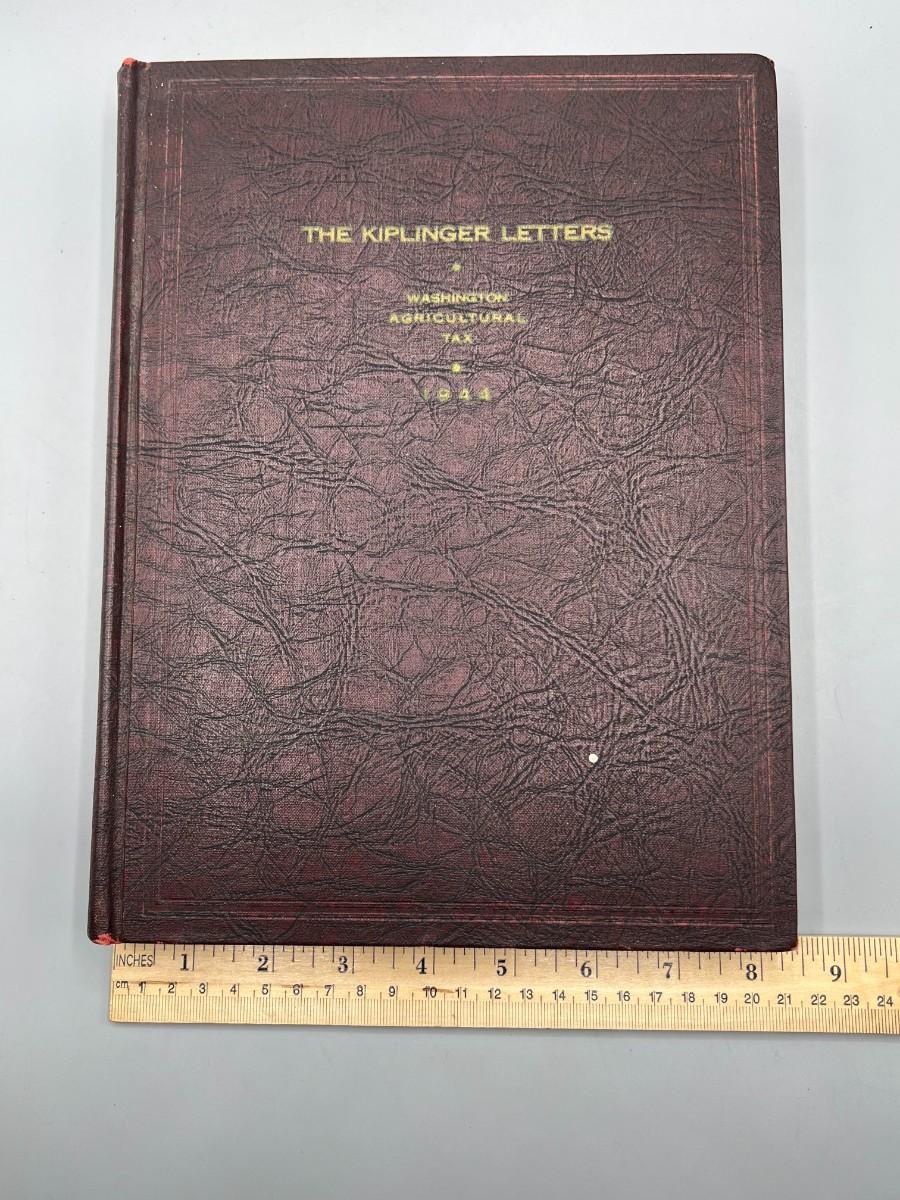 THE KIPLINGER LETTERS
WASHINGTON
AGRICULTURAL
TAX
1944
INCHES 1 2 3 4 5 6 7 8 9
cm 1 2 3 4 5 6 7 8 9 10 11 12 13 14 15 16 17 18 19 20 21 22 23 24